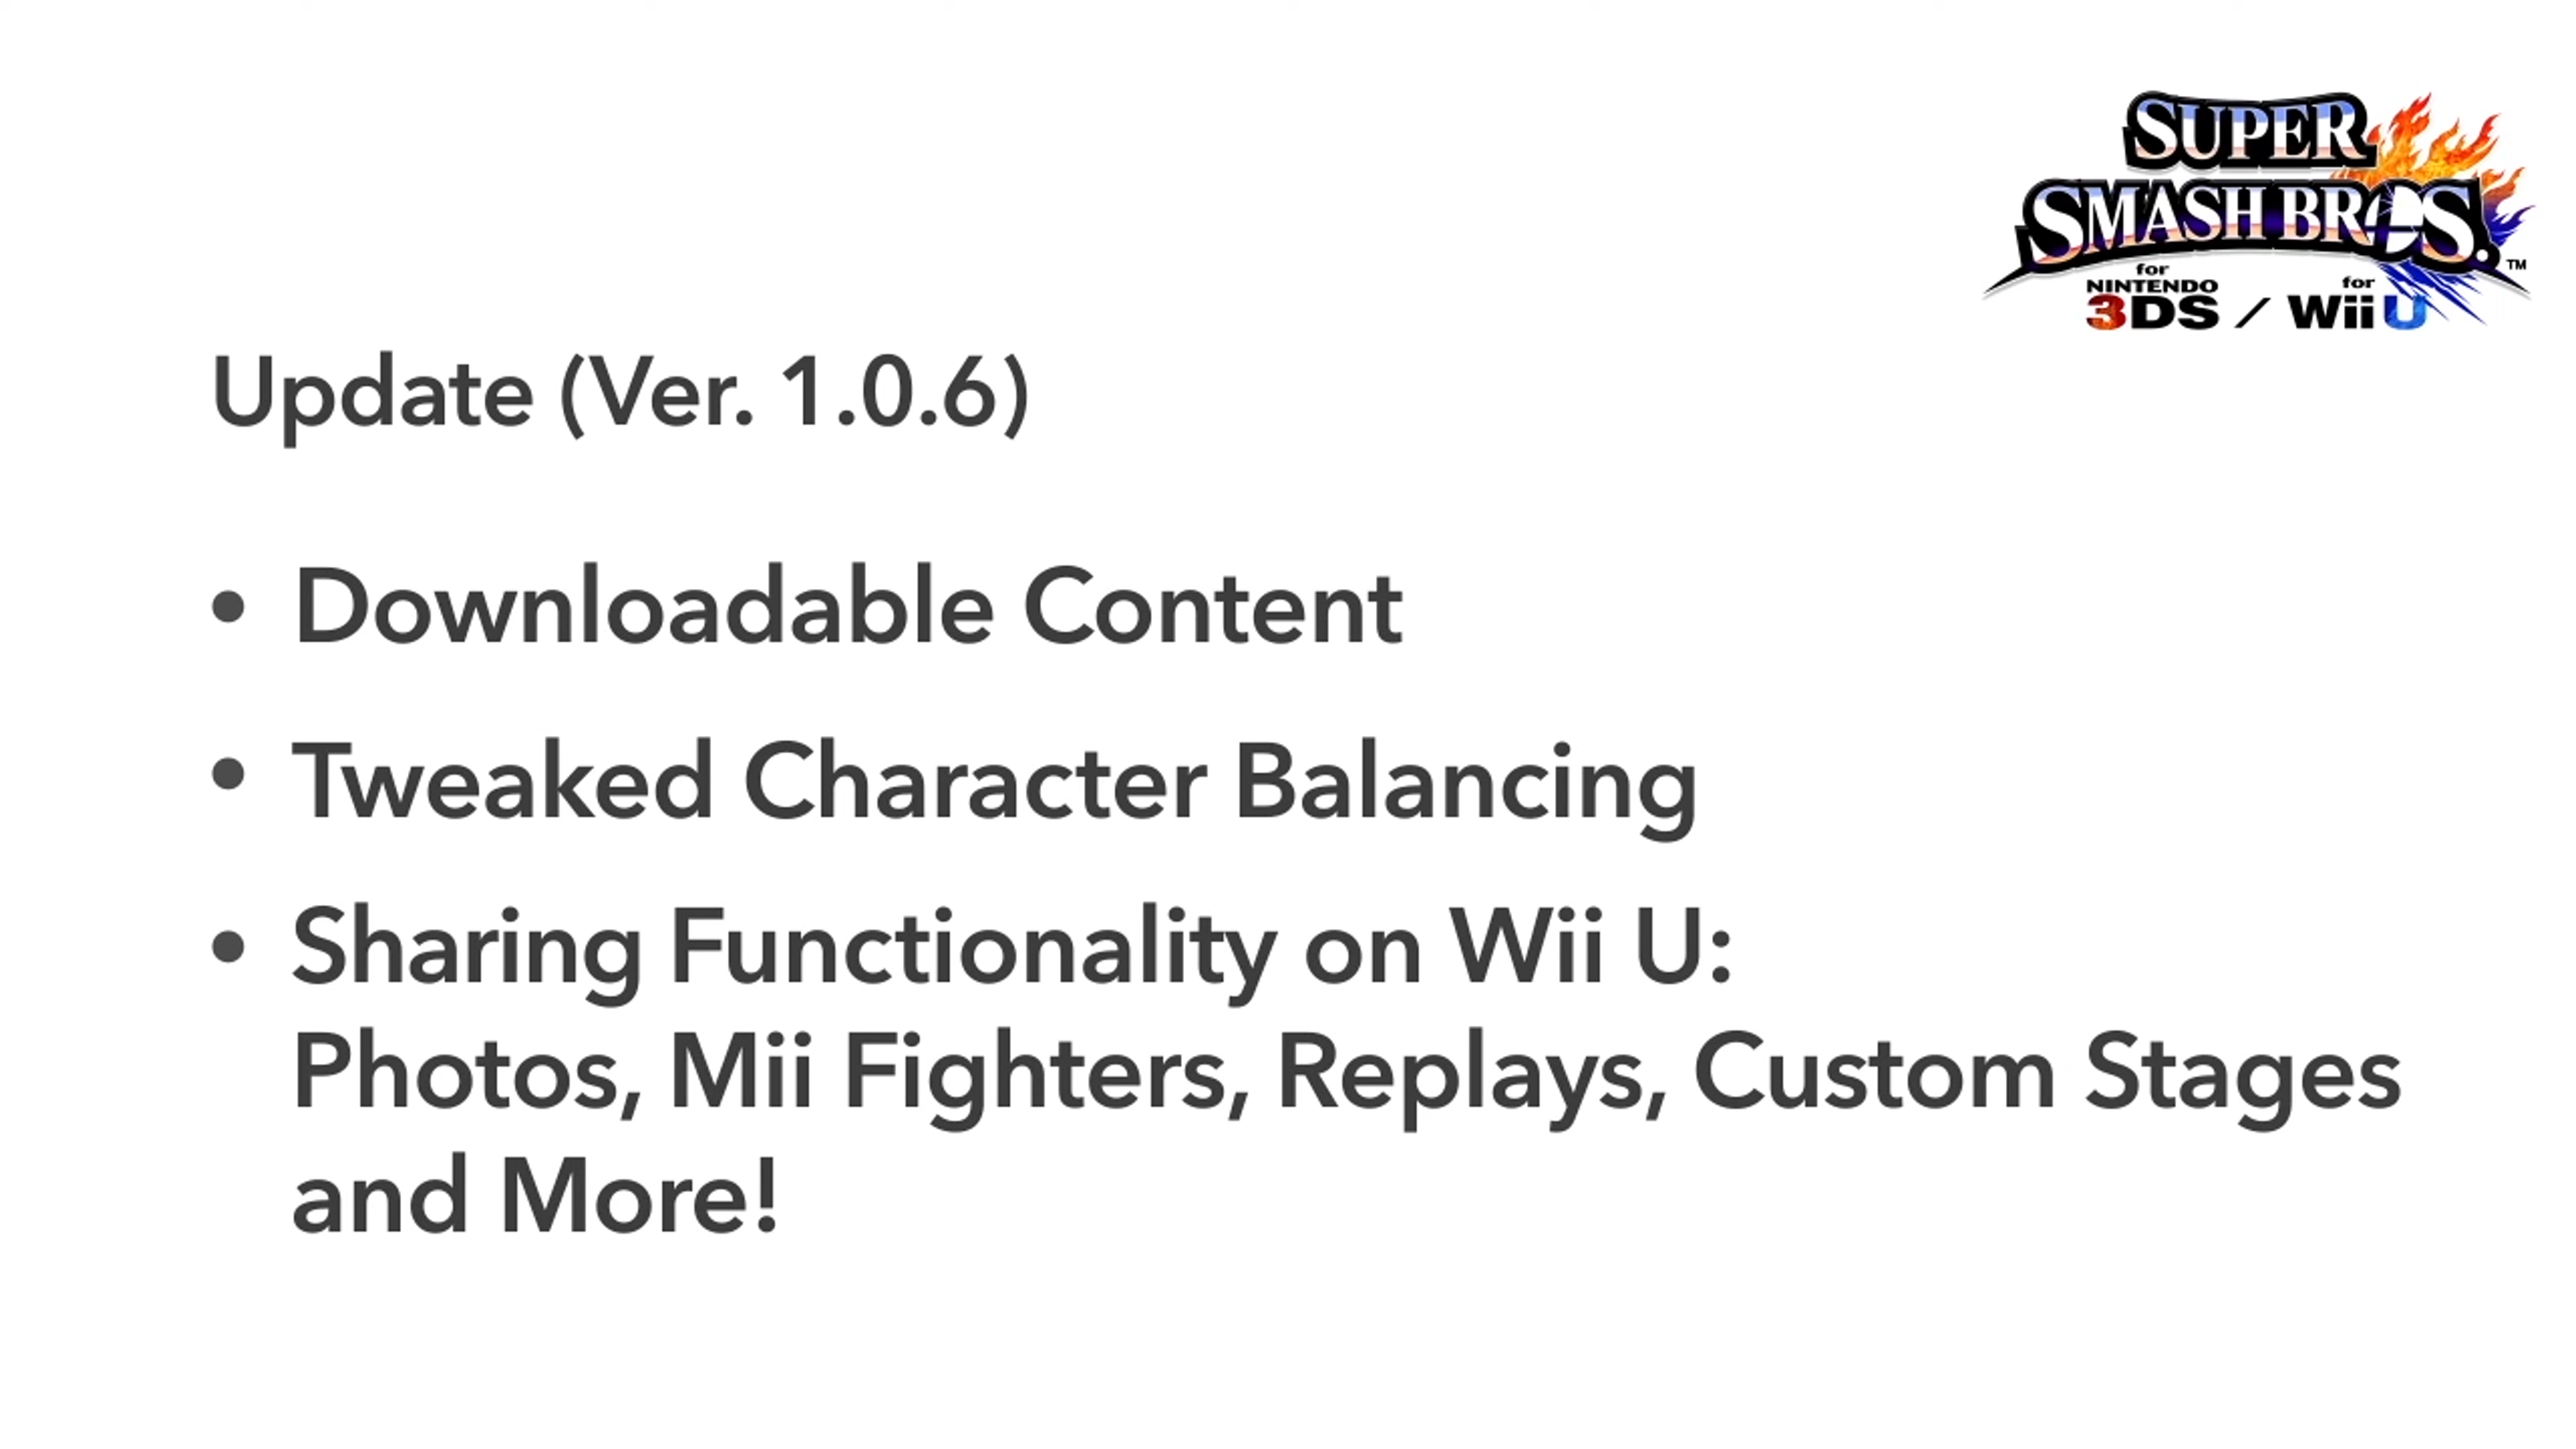 SUPER
SMASH BROS.™
for NINTENDO 3DS / for Wii U
Update (Ver. 1.0.6)
• Downloadable Content
• Tweaked Character Balancing
• Sharing Functionality on Wii U:
Photos, Mii Fighters, Replays, Custom Stages
and More!